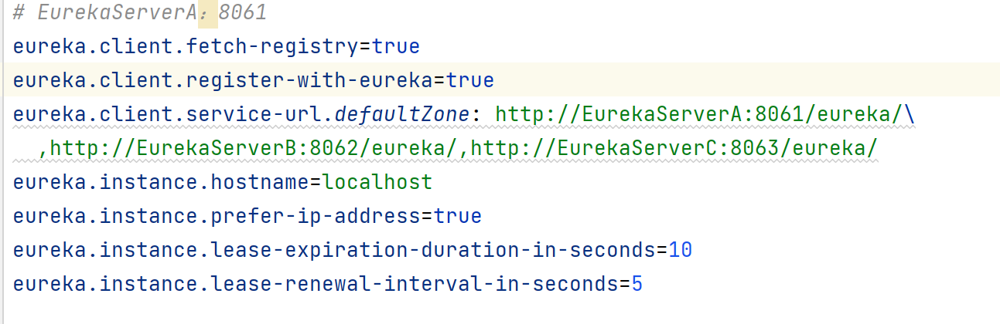 # EurekaServerA：8061
eureka.client.fetch-registry=true
eureka.client.register-with-eureka=true
eureka.client.service-url.defaultZone: http://EurekaServerA:8061/eureka/\
  ,http://EurekaServerB:8062/eureka/,http://EurekaServerC:8063/eureka/
eureka.instance.hostname=localhost
eureka.instance.prefer-ip-address=true
eureka.instance.lease-expiration-duration-in-seconds=10
eureka.instance.lease-renewal-interval-in-seconds=5